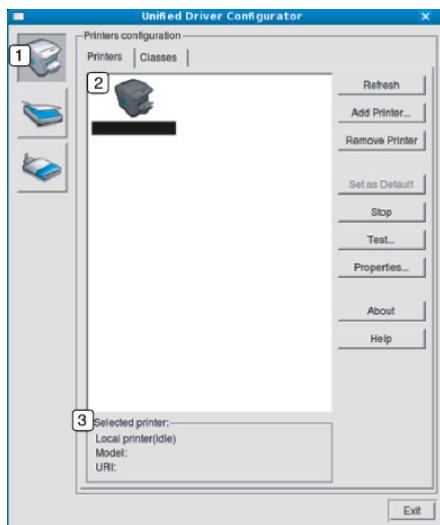 Unified Driver Configurator
Printers configuration
1
Printers Classes
2
Refresh
Add Printer...
Remove Printer
Set as Default
Stop
Test...
Properties...
About
Help
3
Selected printer:
Local printer(idle)
Model:
URI:
Exit